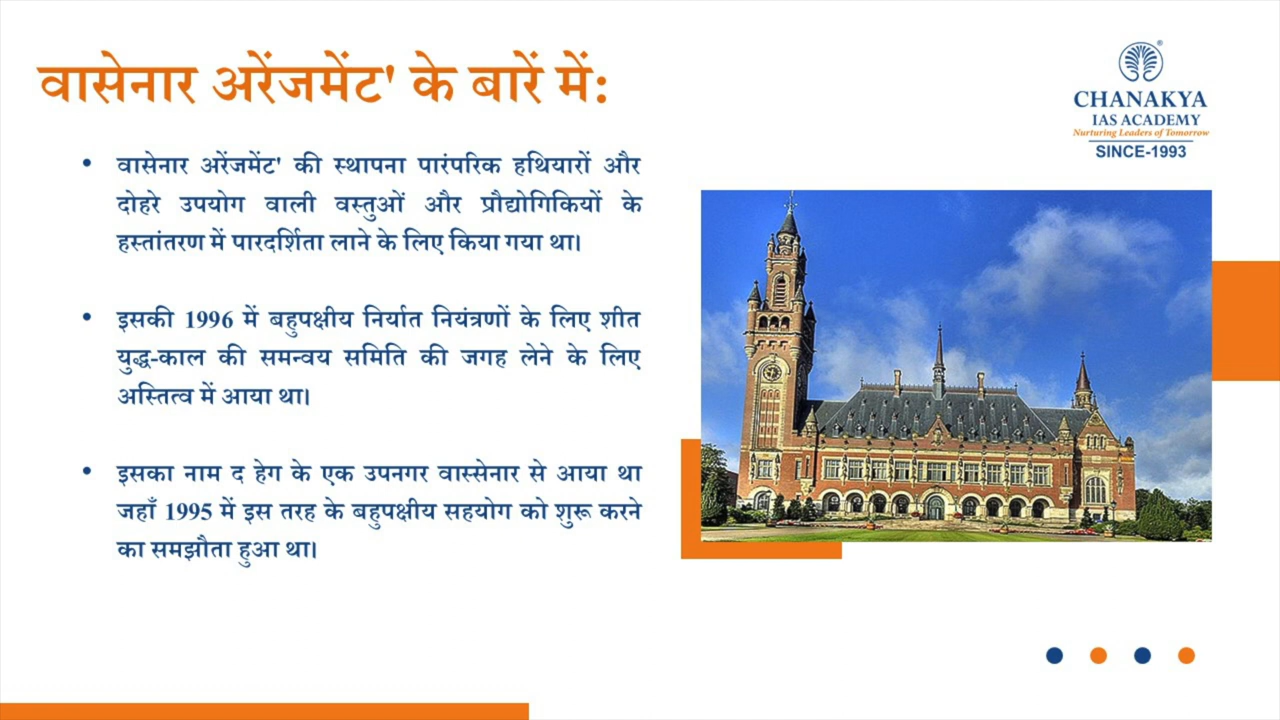 वासेनार अरेंजमेंट' के बारें में:
CHANAKYA
IAS ACADEMY
Nurturing Leaders of Tomorrow
SINCE-1993
• वासेनार अरेंजमेंट' की स्थापना पारंपरिक हथियारों और
दोहरे उपयोग वाली वस्तुओं और प्रौद्योगिकियों के
हस्तांतरण में पारदर्शिता लाने के लिए किया गया था।
• इसकी 1996 में बहुपक्षीय निर्यात नियंत्रणों के लिए शीत
युद्ध-काल की समन्वय समिति की जगह लेने के लिए
अस्तित्व में आया था।
• इसका नाम द हेग के एक उपनगर वास्सेनार से आया था
जहाँ 1995 में इस तरह के बहुपक्षीय सहयोग को शुरू करने
का समझौता हुआ था।